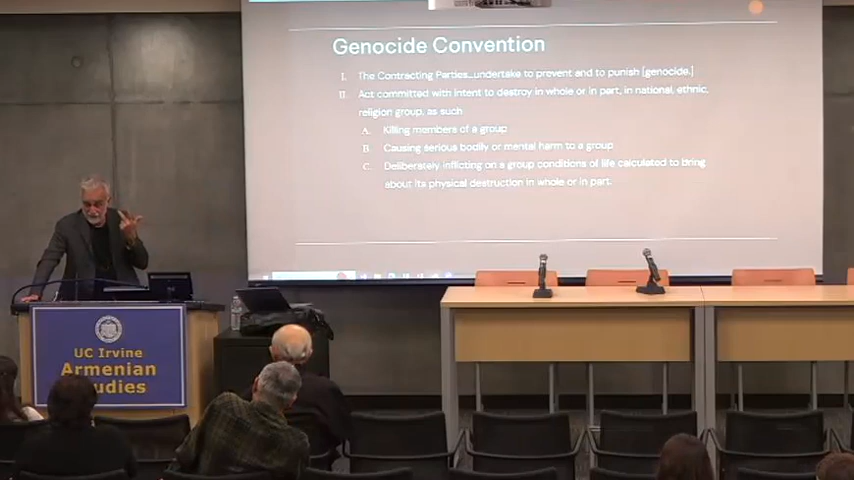 Genocide Convention
I. The Contracting Parties...undertake to prevent and to punish [genocide.]
II. Act committed with intent to destroy in whole or in part, in national, ethnic,
religion group, as such
A. Killing members of a group
B. Causing serious bodily or mental harm to a group
C. Deliberately inflicting on a group conditions of life calculated to bring
about its physical destruction in whole or in part.
UC Irvine
Armenian
Studies